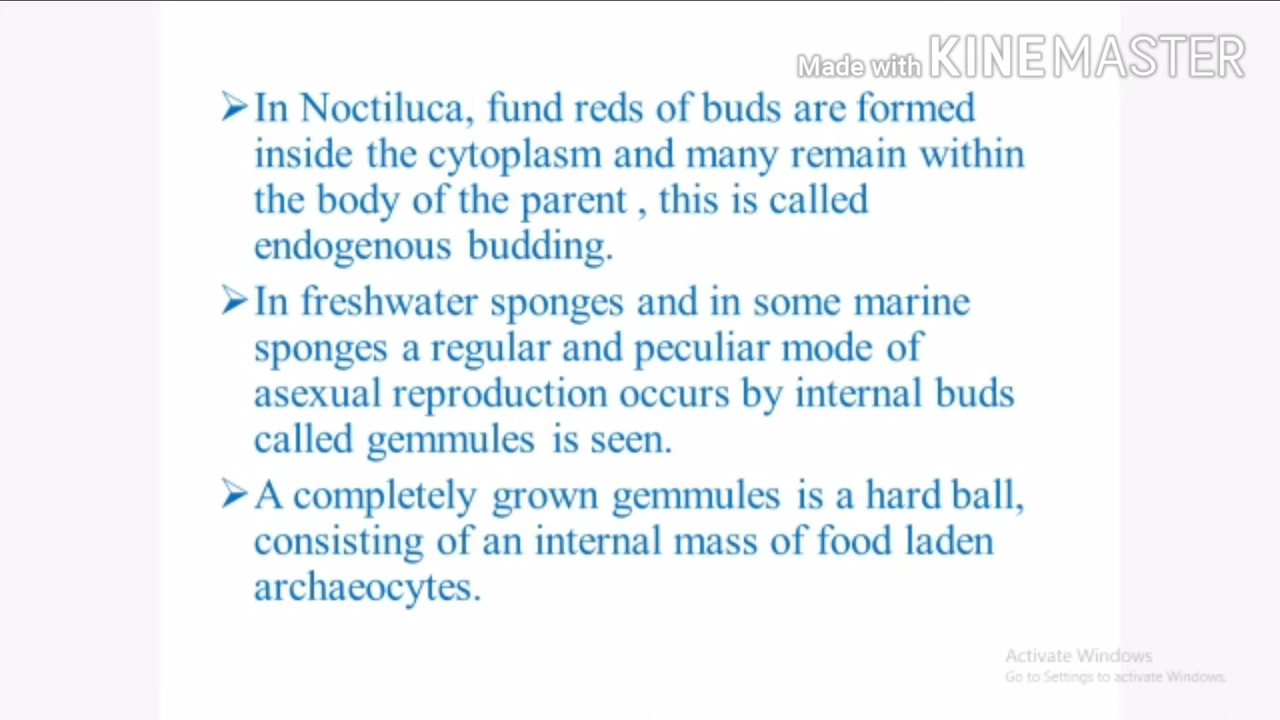 Made with KINEMASTER
➢In Noctiluca, fund reds of buds are formed
inside the cytoplasm and many remain within
the body of the parent , this is called
endogenous budding.
➢In freshwater sponges and in some marine
sponges a regular and peculiar mode of
asexual reproduction occurs by internal buds
called gemmules is seen.
➢A completely grown gemmules is a hard ball,
consisting of an internal mass of food laden
archaeocytes.
Activate Windows
Go to Settings to activate Windows.